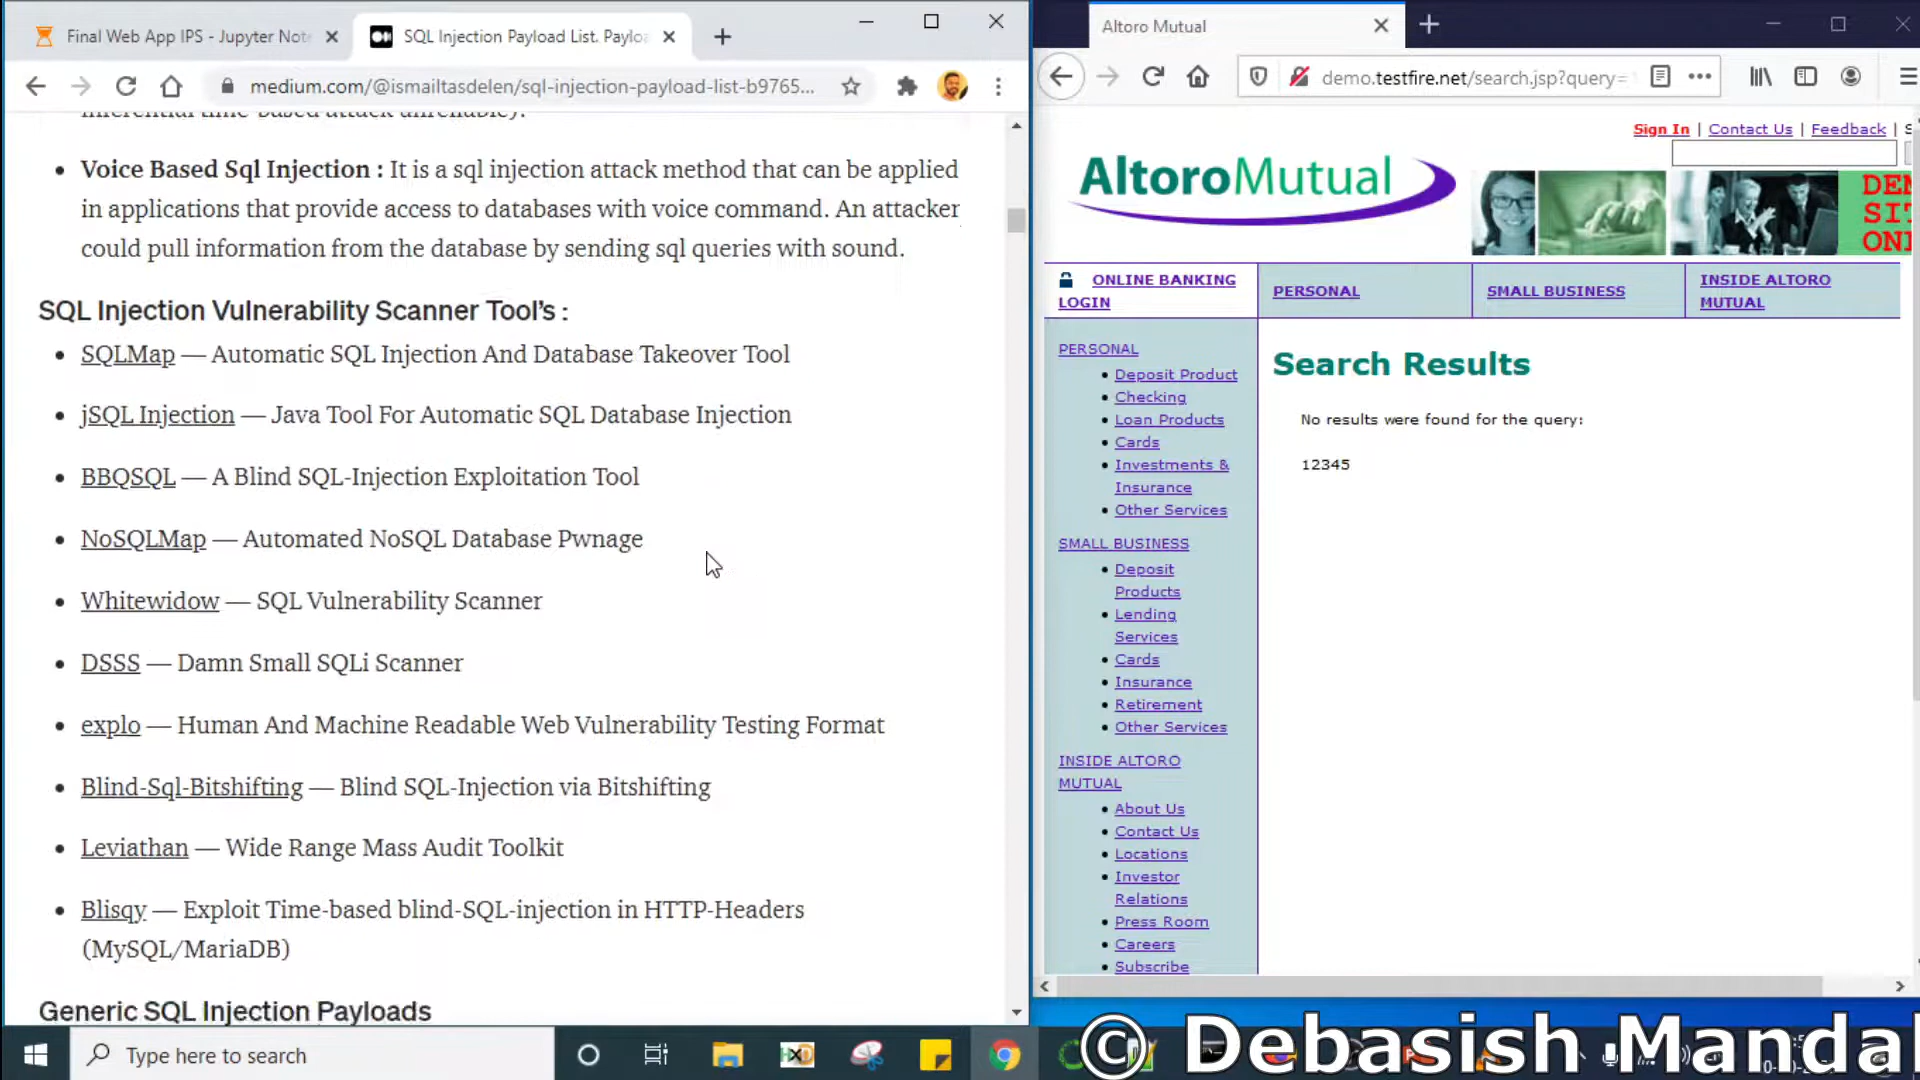 Final Web App IPS - Jupyter Not
SQL Injection Payload List. Paylo
medium.com/@ismailtasdelen/sql-injection-payload-list-b9765...
Voice Based Sql Injection : It is a sql injection attack method that can be applied
in applications that provide access to databases with voice command. An attacker
could pull information from the database by sending sql queries with sound.
SQL Injection Vulnerability Scanner Tool's :
SQLMap — Automatic SQL Injection And Database Takeover Tool
jSQL Injection — Java Tool For Automatic SQL Database Injection
BBQSQL — A Blind SQL-Injection Exploitation Tool
NoSQLMap — Automated NoSQL Database Pwnage
Whitewidow — SQL Vulnerability Scanner
DSSS — Damn Small SQLi Scanner
explo — Human And Machine Readable Web Vulnerability Testing Format
Blind-Sql-Bitshifting — Blind SQL-Injection via Bitshifting
Leviathan — Wide Range Mass Audit Toolkit
Blisqy — Exploit Time-based blind-SQL-injection in HTTP-Headers
(MySQL/MariaDB)
Generic SQL Injection Payloads
Altoro Mutual
demo.testfire.net/search.jsp?query=
Sign In | Contact Us | Feedback | S
AltoroMutual
DEM
SIT
ONL
ONLINE BANKING
LOGIN
PERSONAL
SMALL BUSINESS
INSIDE ALTORO
MUTUAL
PERSONAL
Deposit Product
Checking
Loan Products
Cards
Investments &
Insurance
Other Services
SMALL BUSINESS
Deposit
Products
Lending
Services
Cards
Insurance
Retirement
Other Services
INSIDE ALTORO
MUTUAL
About Us
Contact Us
Locations
Investor
Relations
Press Room
Careers
Subscribe
Search Results
No results were found for the query:
12345
Type here to search
© Debasish Mandal